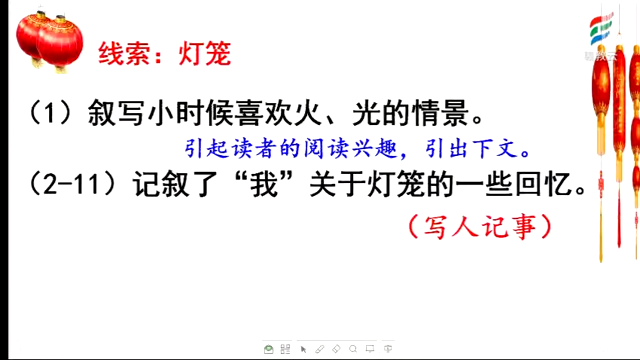 线索：灯笼
（1）叙写小时候喜欢火、光的情景。
引起读者的阅读兴趣，引出下文。
（2-11）记叙了“我”关于灯笼的一些回忆。
（写人记事）